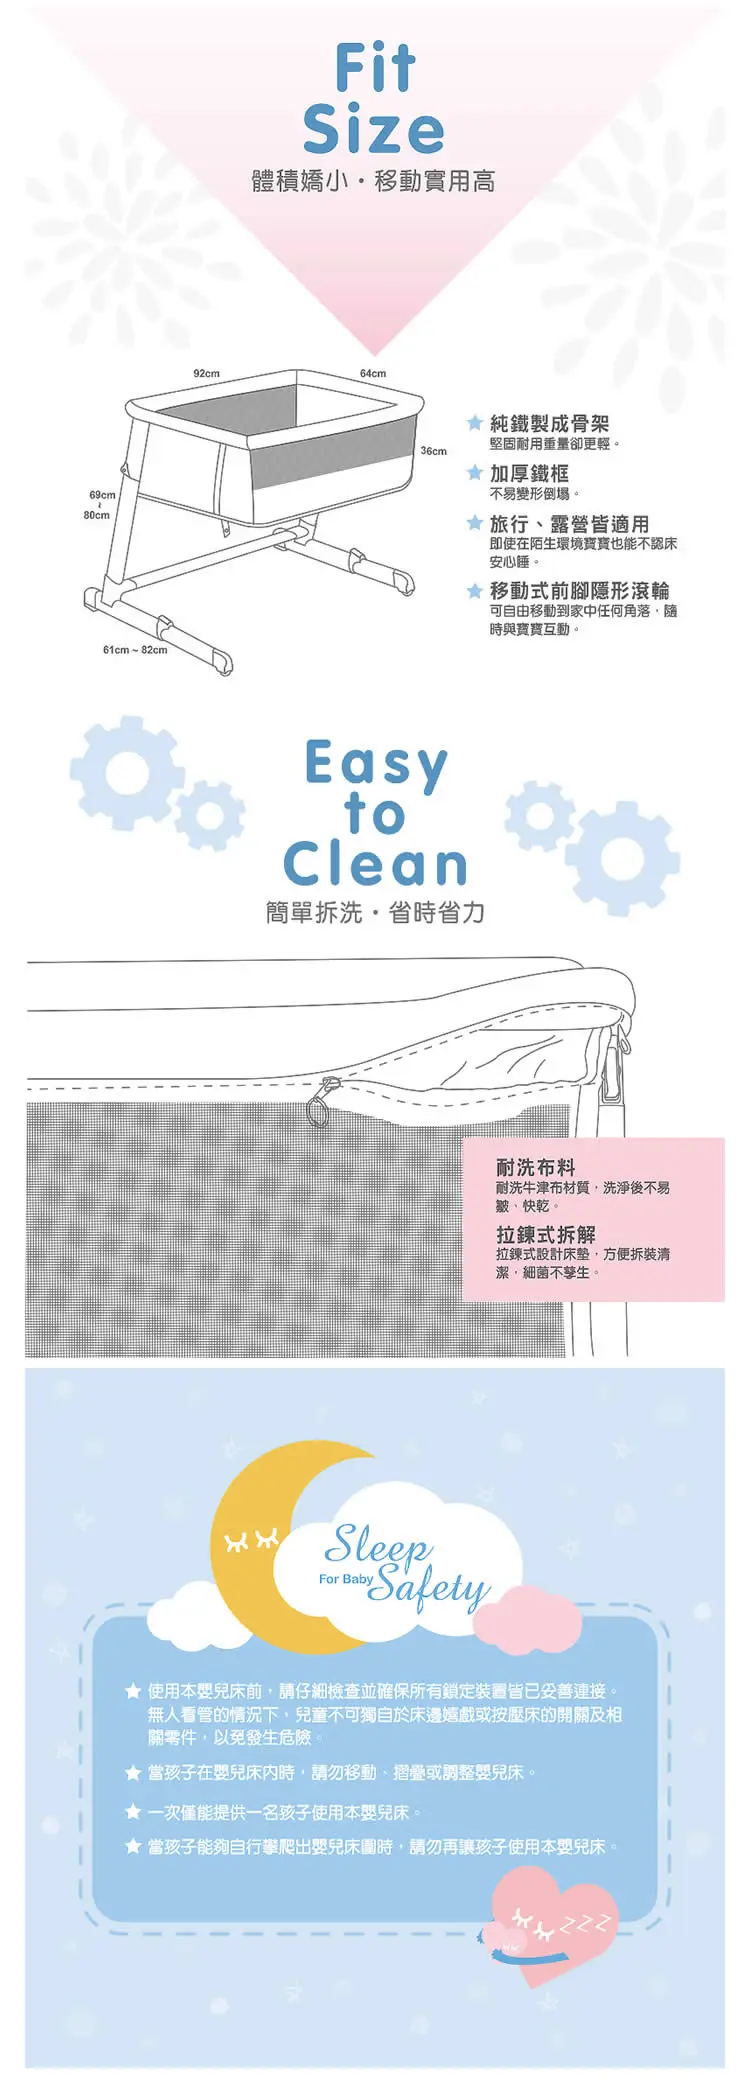 Fit
Size
體積嬌小・移動實用高
92cm
64cm
36cm
69cm
~
80cm
61cm ~ 82cm
純鐵製成骨架
堅固耐用重量卻更輕。
加厚鐵框
不易變形倒塌。
旅行、露營皆適用
即使在陌生環境寶寶也能不認床
安心睡。
移動式前腳隱形滾輪
可自由移動到家中任何角落，隨
時與寶寶互動。
Easy
to
Clean
簡單拆洗・省時省力
耐洗布料
耐洗牛津布材質，洗淨後不易
皺、快乾。
拉鍊式拆解
拉鍊式設計床墊，方便拆裝清
潔，細菌不孳生。
Sleep
For Baby Safety
使用本嬰兒床前，請仔細檢查並確保所有鎖定裝置皆已妥善連接。
無人看管的情況下，兒童不可獨自於床邊嬉戲或按壓床的開關及相
關零件，以免發生危險。
當孩子在嬰兒床內時，請勿移動、摺疊或調整嬰兒床。
一次僅能提供一名孩子使用本嬰兒床。
當孩子能夠自行攀爬出嬰兒床圍時，請勿再讓孩子使用本嬰兒床。
zzz